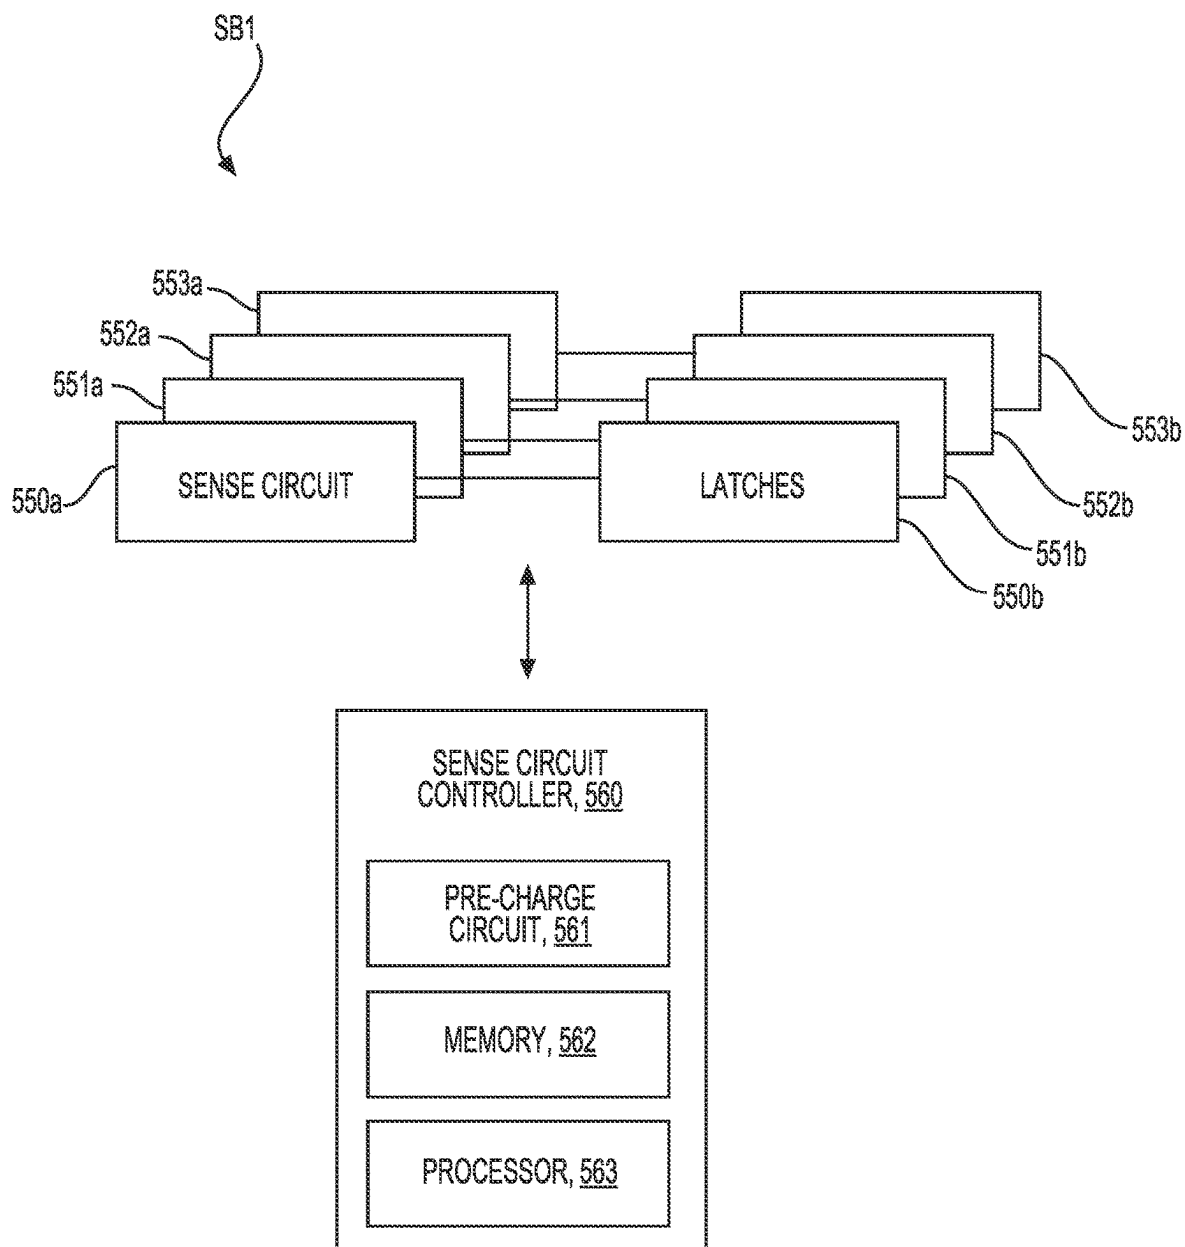 SB1
553a
552a
551a
550a
SENSE CIRCUIT
LATCHES
553b
552b
551b
550b
SENSE CIRCUIT
CONTROLLER, 560
PRE-CHARGE
CIRCUIT, 561
MEMORY, 562
PROCESSOR, 563